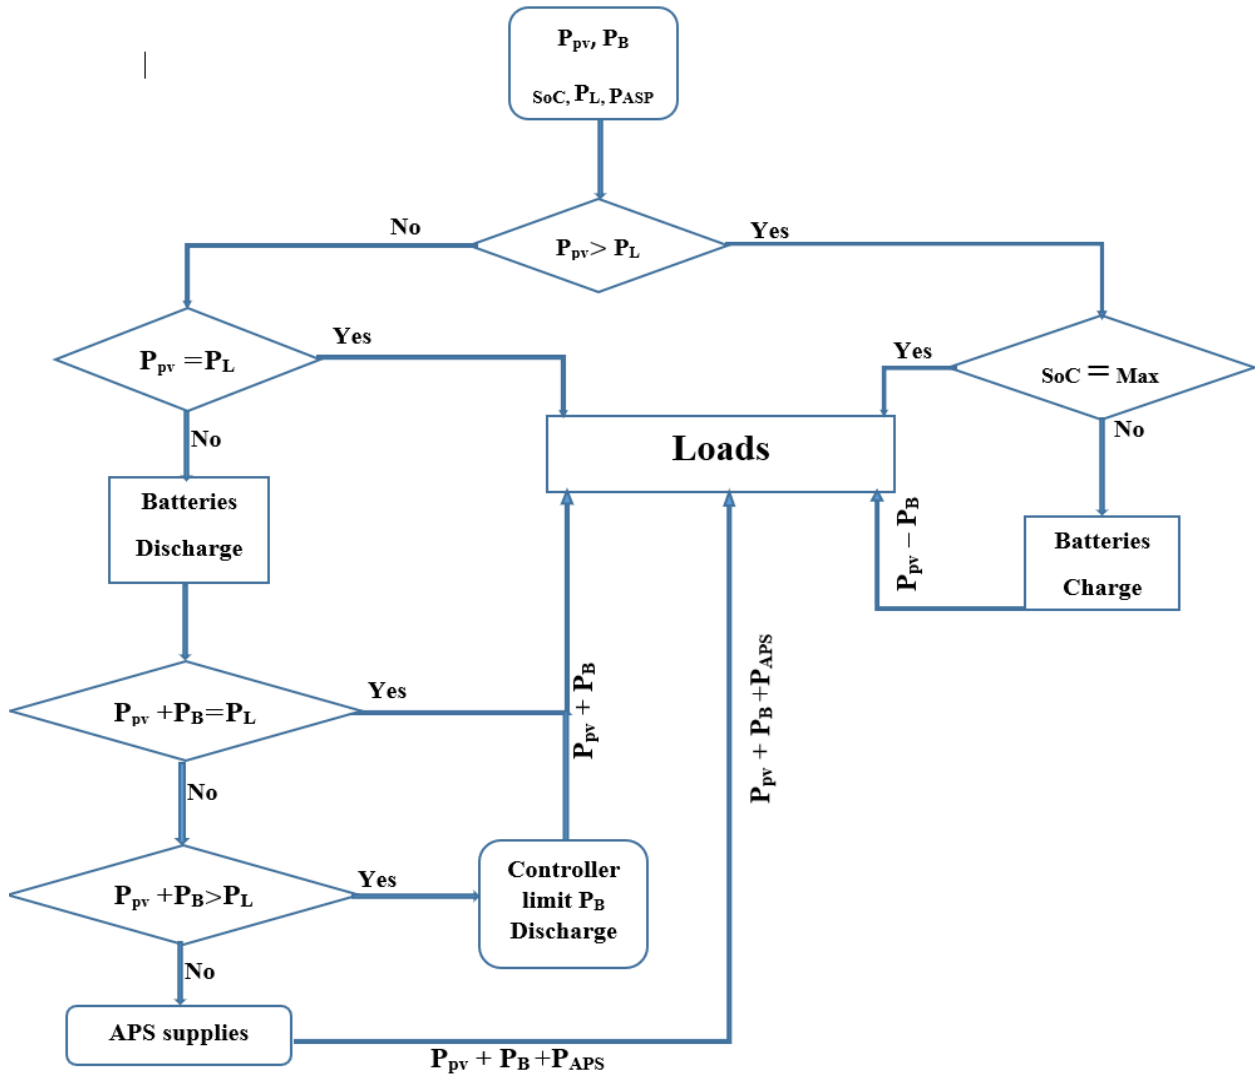 Ppv, PB
SoC, PL, PASP
No
Yes
Ppv> PL
Yes
Ppv =PL
Yes
SoC = Max
No
No
Loads
Batteries
Discharge
Ppv – PB
Batteries
Charge
Ppv + PB
Ppv + PB +PAPS
Yes
Ppv +PB=PL
No
Yes
Ppv +PB>PL
Controller
limit PB
Discharge
No
APS supplies
Ppv + PB +PAPS